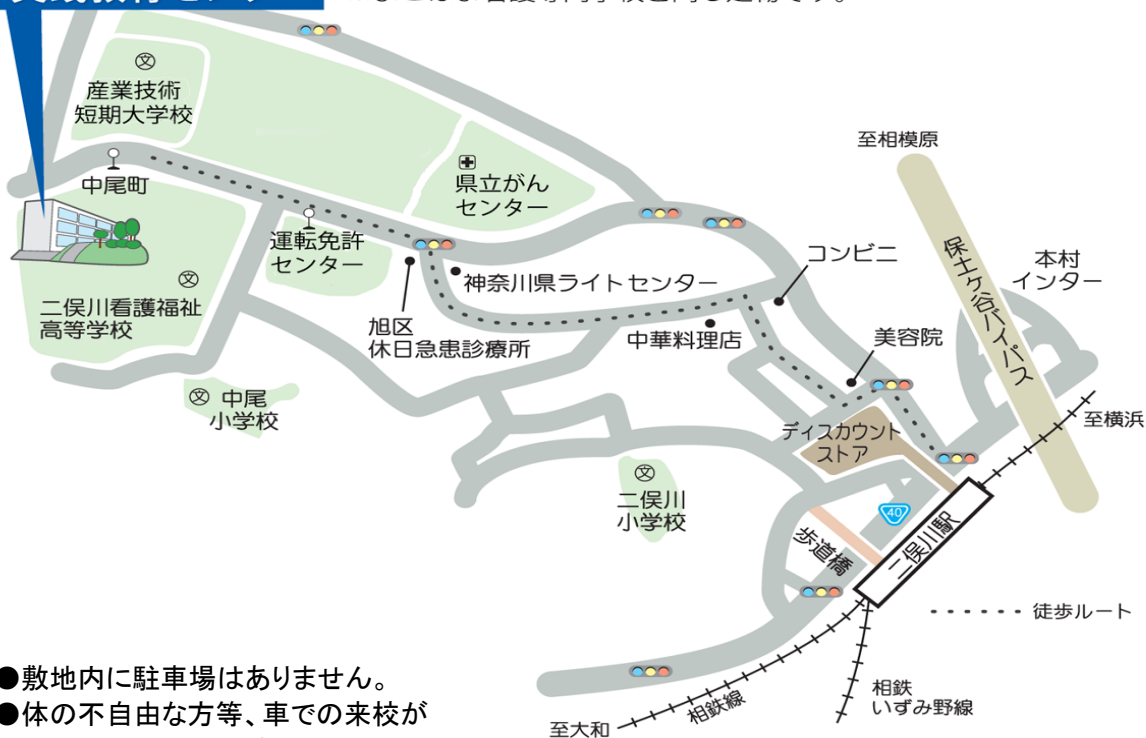 産業技術
短期大学校
中尾町
県立がん
センター
運転免許
センター
二俣川看護福祉
高等学校
旭区
休日急患診療所
神奈川県ライトセンター
中華料理店
コンビニ
美容院
至相模原
保土ヶ谷バイパス
本村
インター
至横浜
中尾
小学校
ディスカウント
ストア
二俣川
小学校
40
歩道橋
二俣川駅
徒歩ルート
相鉄
いずみ野線
相鉄線
至大和
●敷地内に駐車場はありません。
●体の不自由な方等、車での来校が